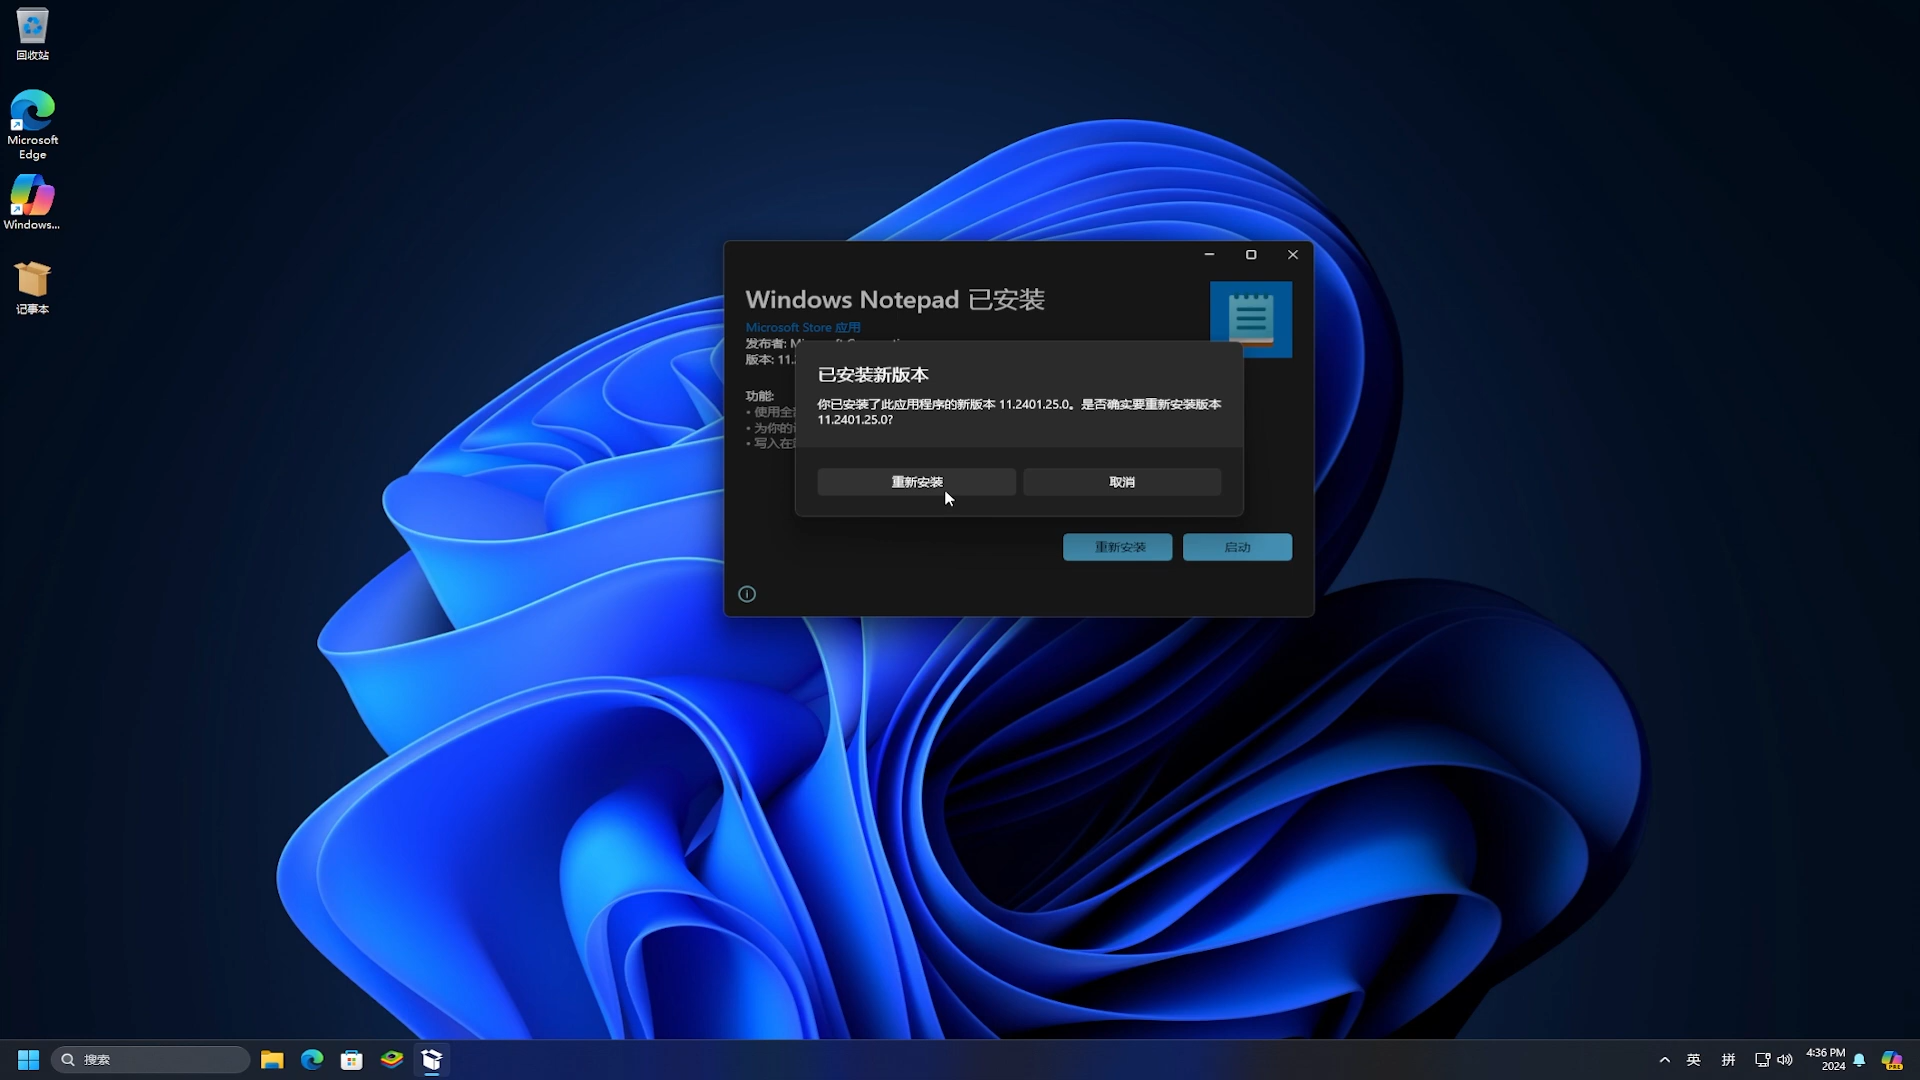 回收站
Microsoft
Edge
Windows...
记事本
Windows Notepad 已安装
Microsoft Store 应用
发布者:
版本: 11.
功能:
• 使用全
• 为你的
• 写入在
已安装新版本
你已安装了此应用程序的新版本 11.2401.25.0。是否确实要重新安装版本
11.2401.25.0?
重新安装
取消
重新安装
启动
搜索
英
拼
4:36 PM
2024
PRE